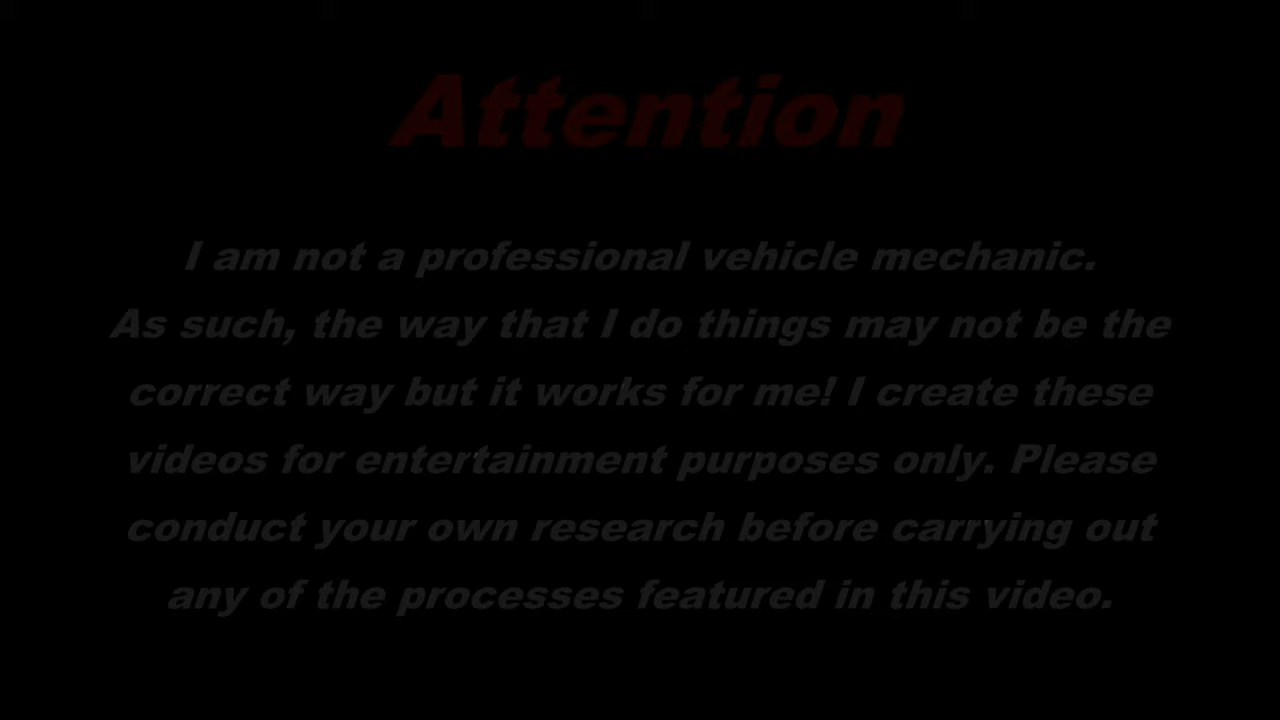 Attention
I am not a professional vehicle mechanic.
As such, the way that I do things may not be the
correct way but it works for me! I create these
videos for entertainment purposes only. Please
conduct your own research before carrying out
any of the processes featured in this video.